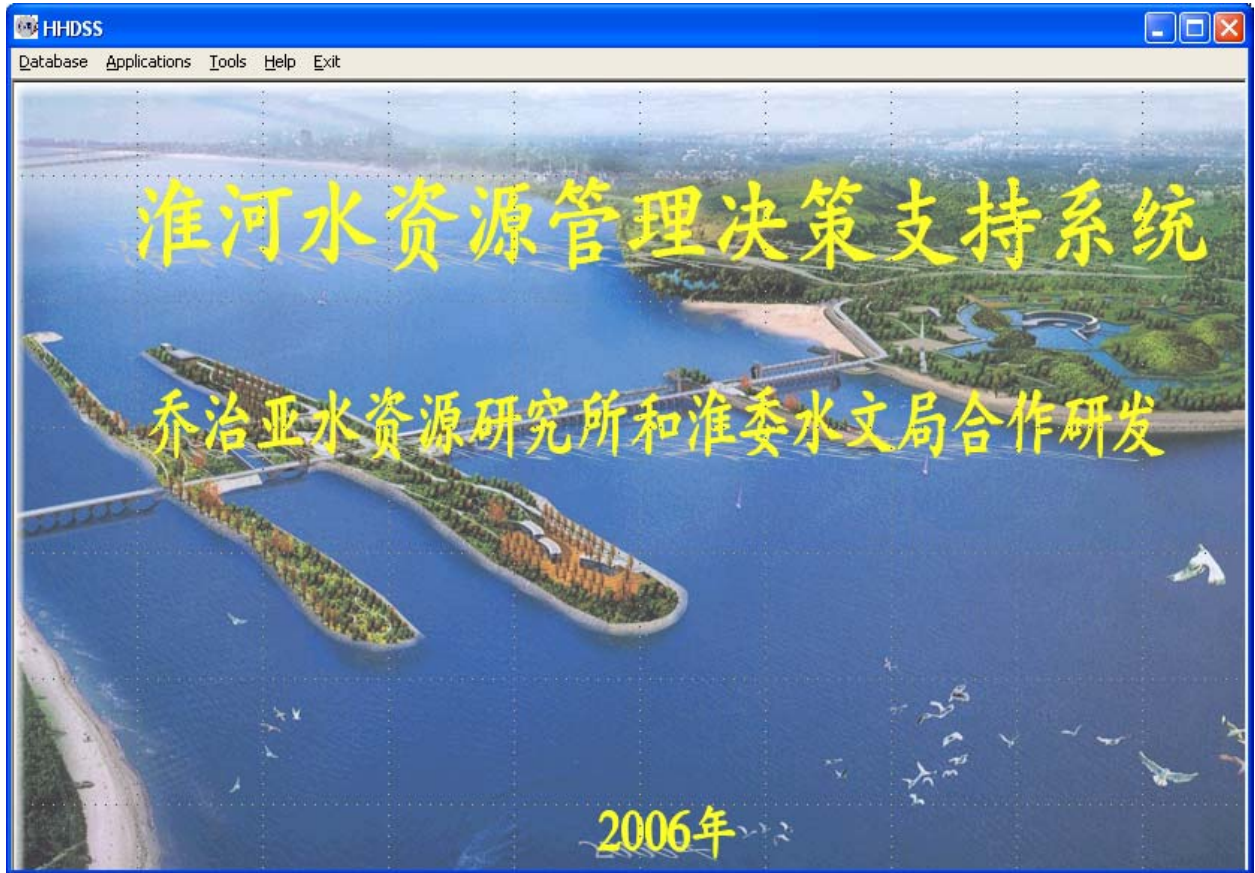 HHDSS
Database Applications Tools Help Exit
淮河水资源管理决策支持系统
乔治亚水资源研究所和淮委水文局合作研发
2006年